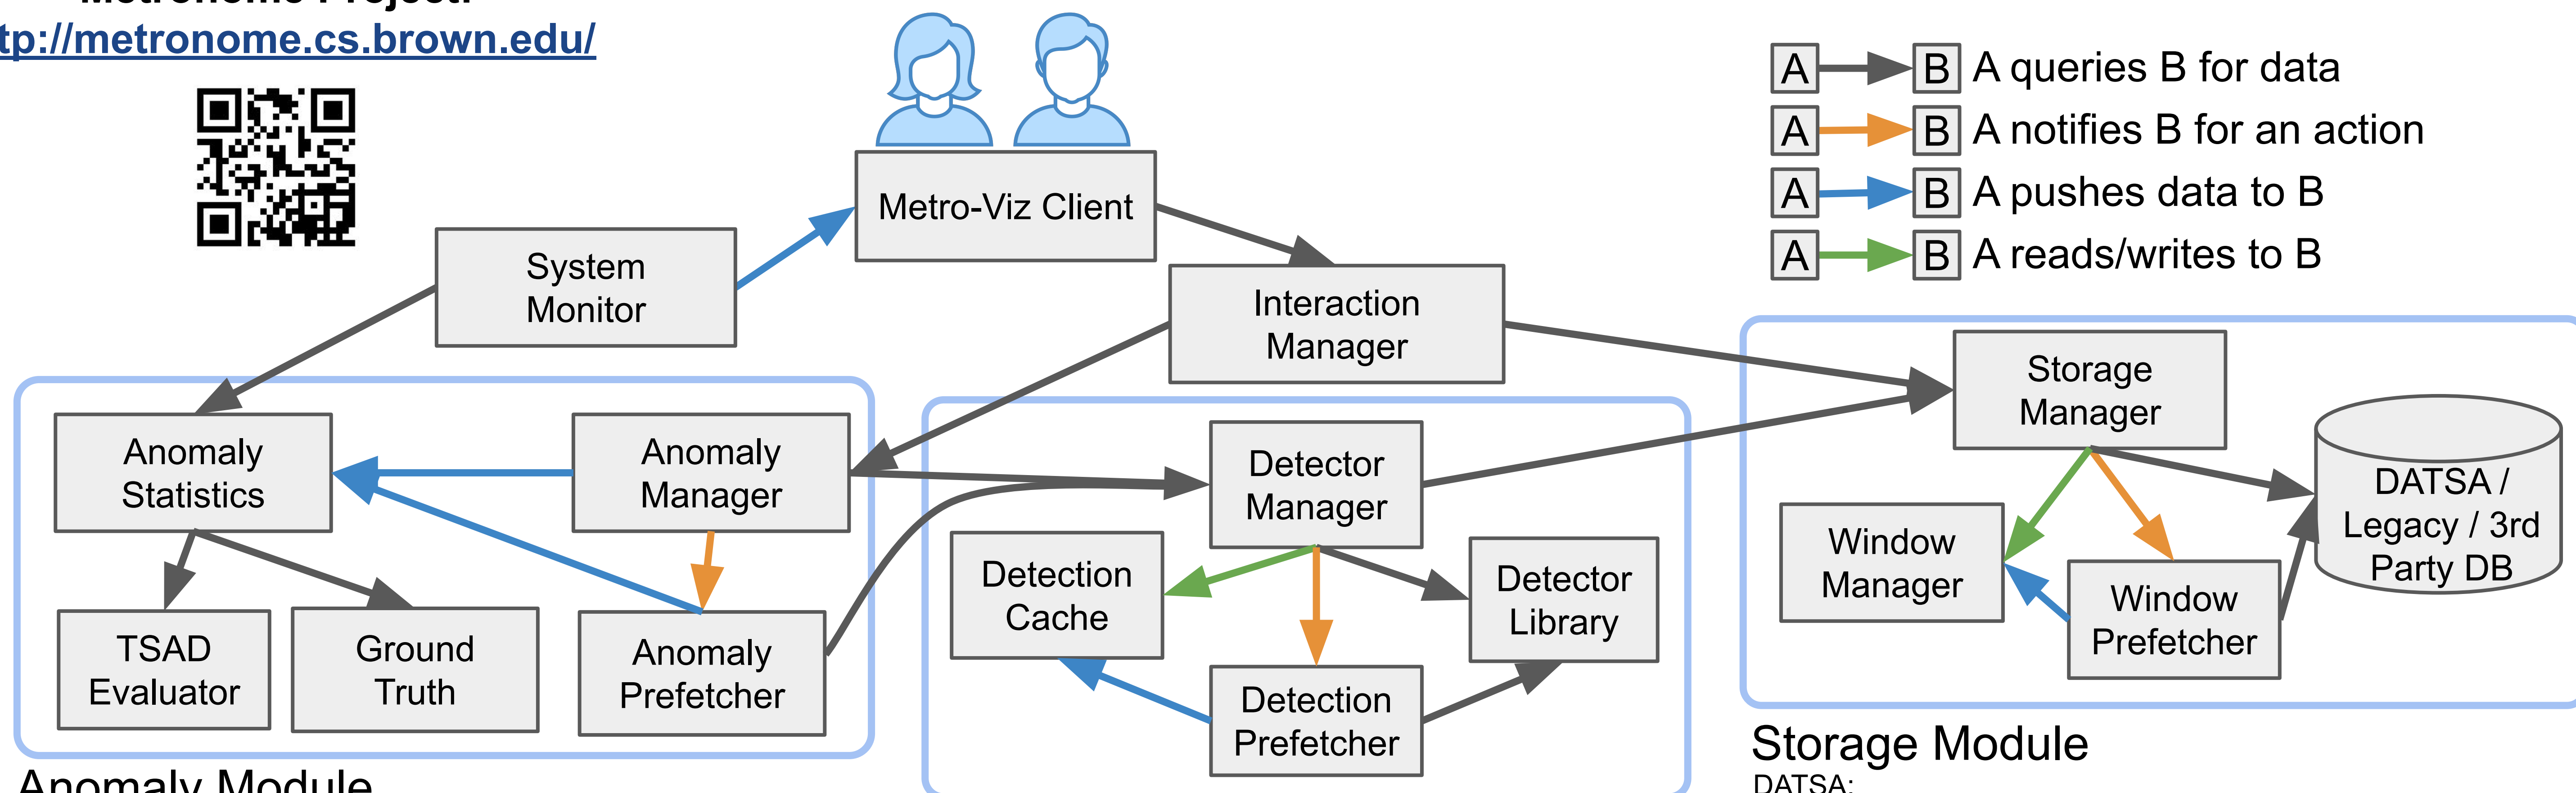 Metronome Project:
tp://metronome.cs.brown.edu/
Metro-Viz Client
System
Monitor
Interaction
Manager
A B A queries B for data
A B A notifies B for an action
A B A pushes data to B
A B A reads/writes to B
Anomaly
Statistics
Anomaly
Manager
TSAD
Evaluator
Ground
Truth
Anomaly
Prefetcher
Anomaly Module
Detector
Manager
Detection
Cache
Detector
Library
Detection
Prefetcher
Storage
Manager
Window
Manager
Window
Prefetcher
DATSA /
Legacy / 3rd
Party DB
Storage Module
DATSA: